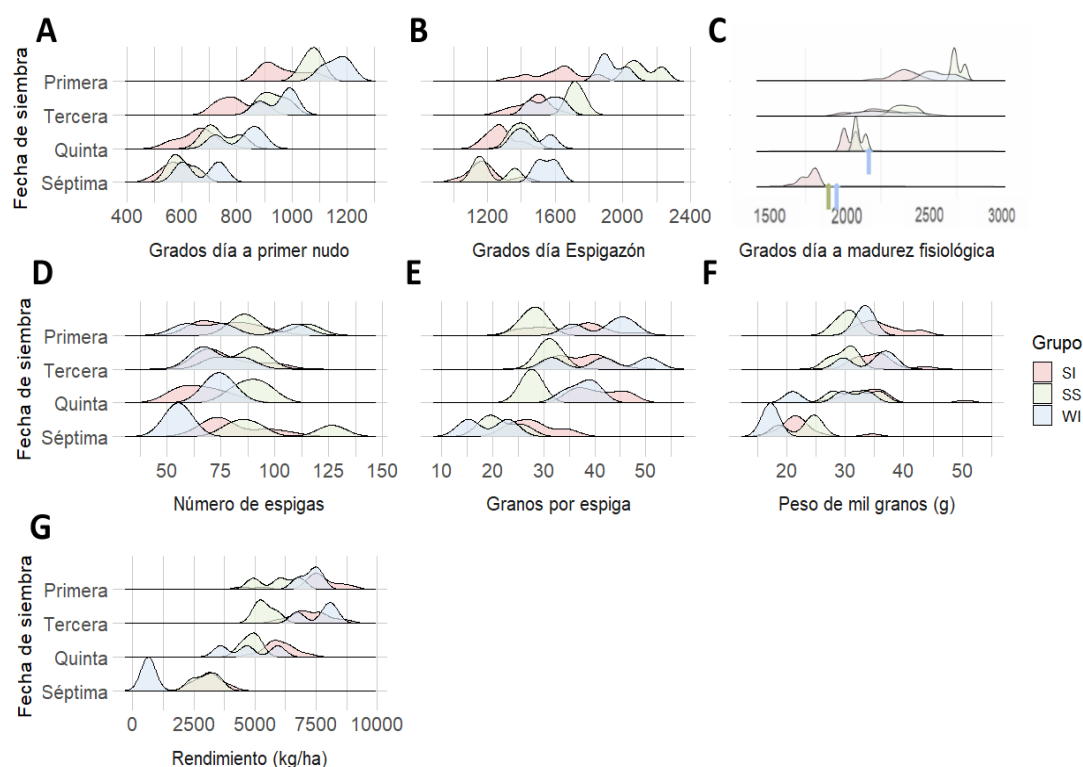 A
B
C
Fecha de siembra
Primera
Tercera
Quinta
Séptima
400 600 800 1000 1200
1200 1600 2000 2400
1500 2000 2500 3000
Grados día a primer nudo
Grados día Espigazón
Grados día a madurez fisiológica
D
E
F
Fecha de siembra
Primera
Tercera
Quinta
Séptima
50 75 100 125 150
10 20 30 40 50
20 30 40 50
Número de espigas
Granos por espiga
Peso de mil granos (g)
Grupo
SI
SS
WI
G
Fecha de siembra
Primera
Tercera
Quinta
Séptima
0 2500 5000 7500 10000
Rendimiento (kg/ha)